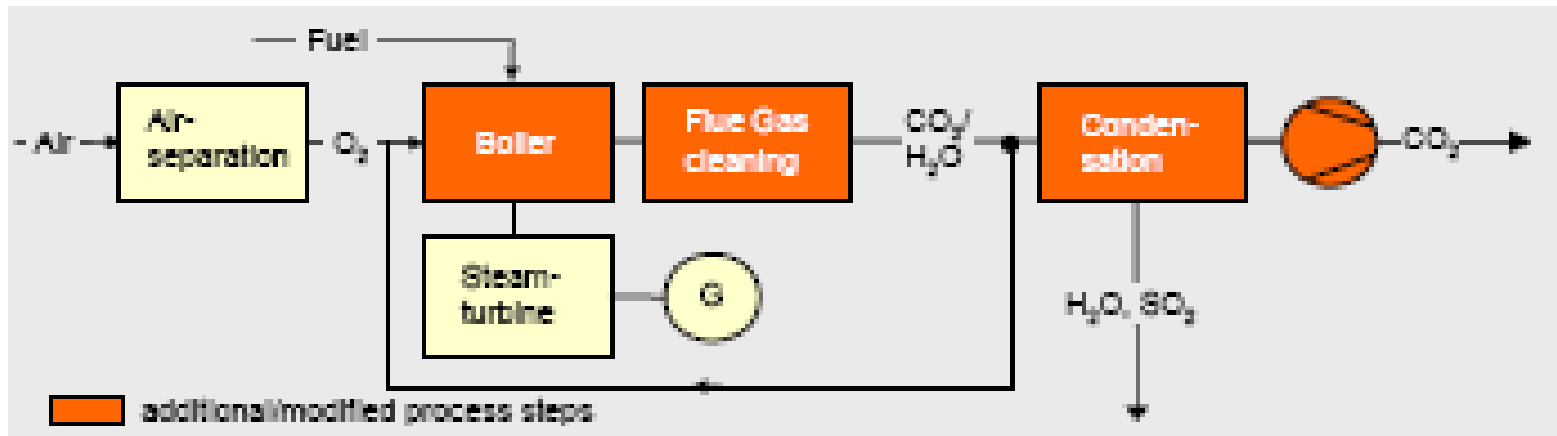 Fuel
Air
Air-
separation
O₂
Boiler
Flue Gas
cleaning
CO₂/
H₂O
Conden-
sation
CO₂
Steam-
turbine
G
H₂O, SO₂
additional/modified process steps